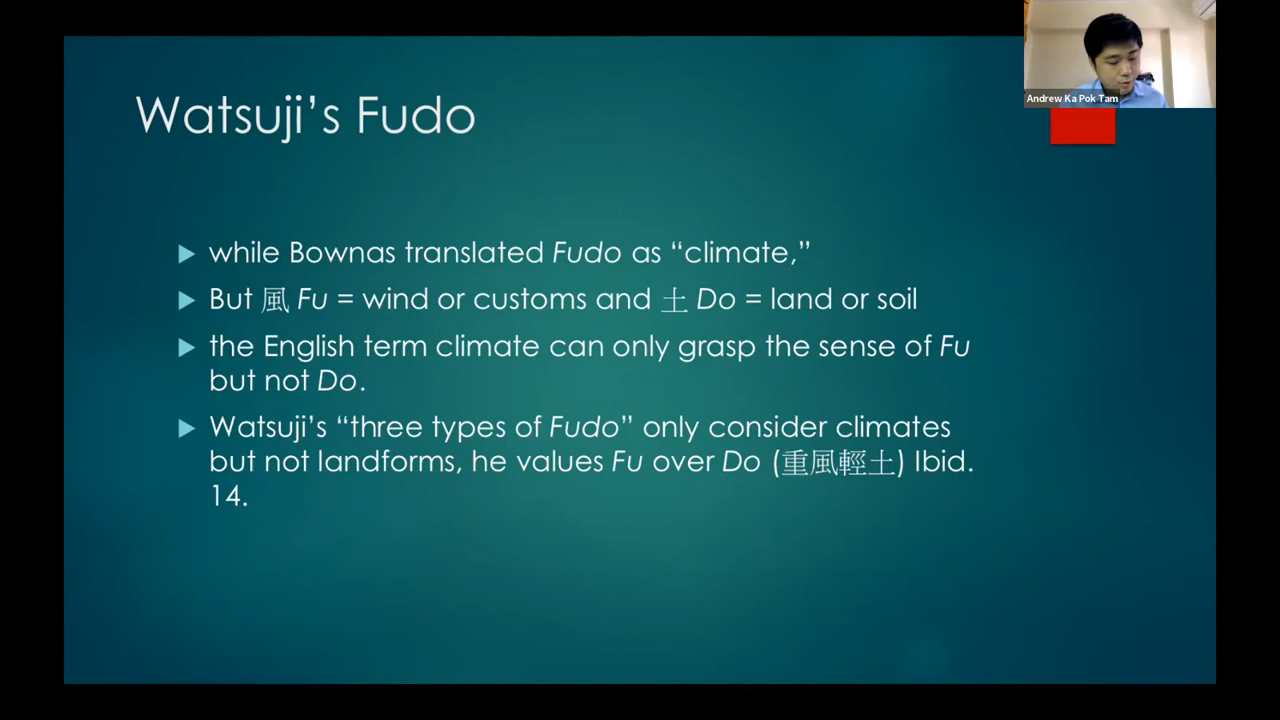 Andrew Ka Pok Tam
Watsuji's Fudo
while Bownas translated Fudo as “climate,”
But 風 Fu = wind or customs and 土 Do = land or soil
the English term climate can only grasp the sense of Fu
but not Do.
Watsuji's “three types of Fudo” only consider climates
but not landforms, he values Fu over Do (重風輕土) Ibid.
14.